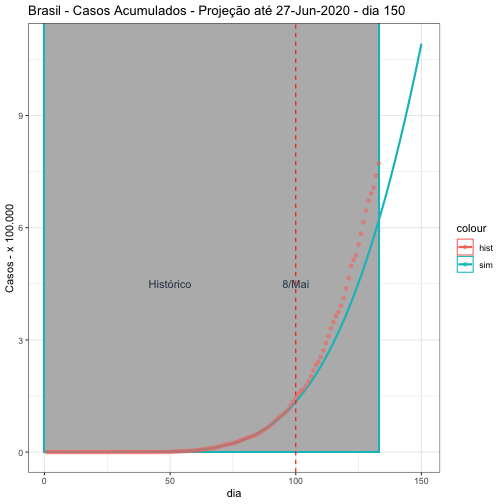 Brasil - Casos Acumulados - Projeção até 27-Jun-2020 - dia 150
Casos - x 100.000
9
6
3
0
Histórico
8/Mai
0
50
100
150
dia
colour
hist
sim